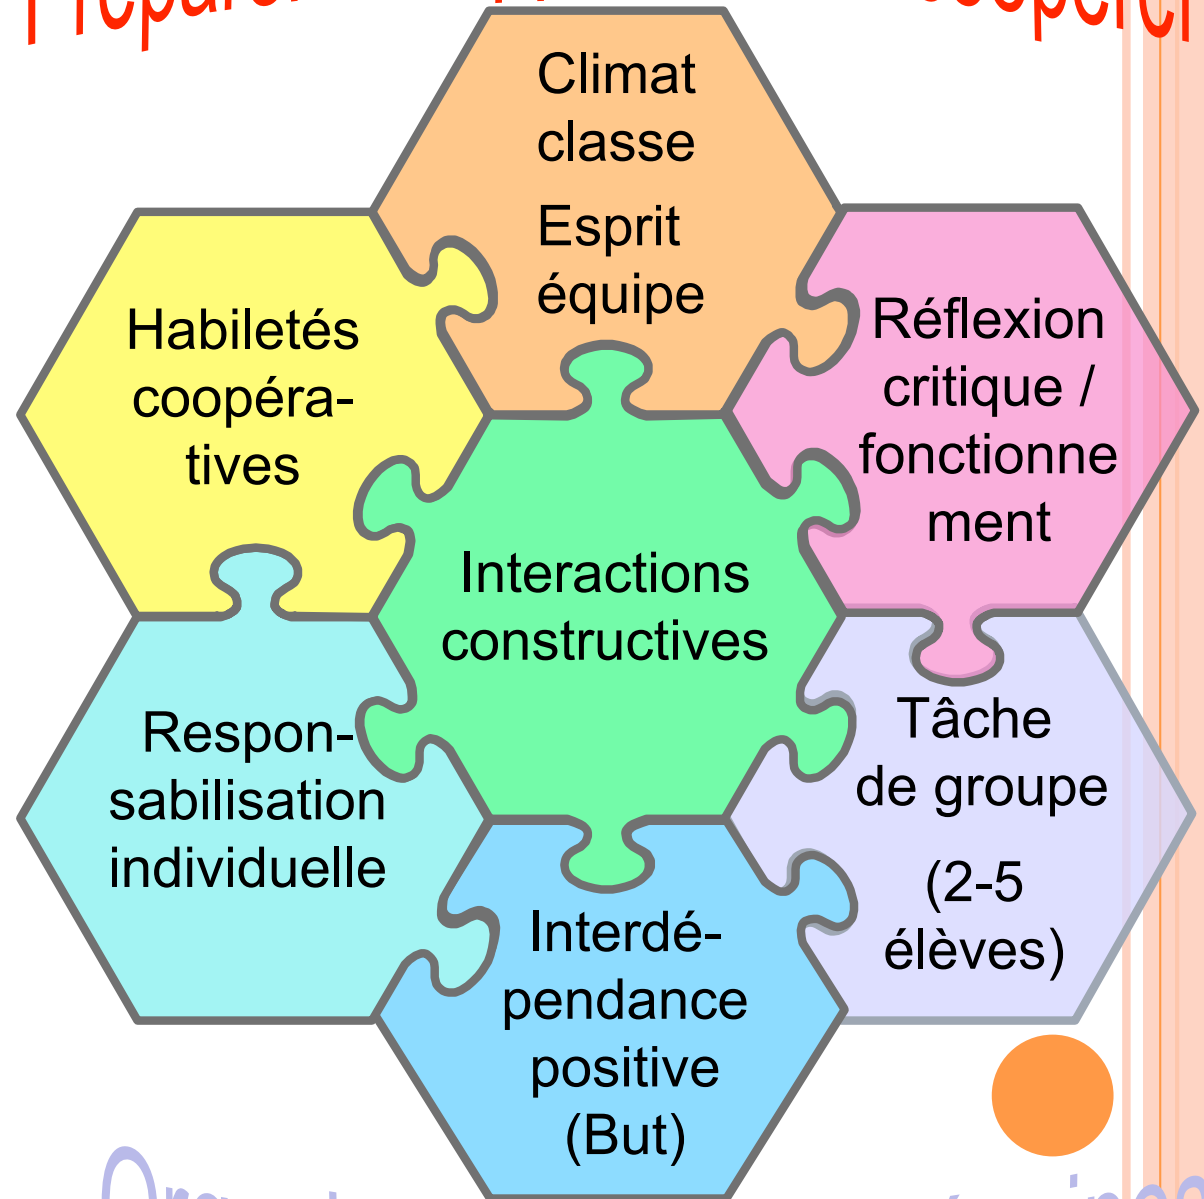 Climat
classe
Esprit
équipe
Habiletés
coopéra-
tives
Réflexion
critique /
fonctionne
ment
Interactions
constructives
Respon-
sabilisation
individuelle
Tâche
de groupe
(2-5
élèves)
Interdé-
pendance
positive
(But)